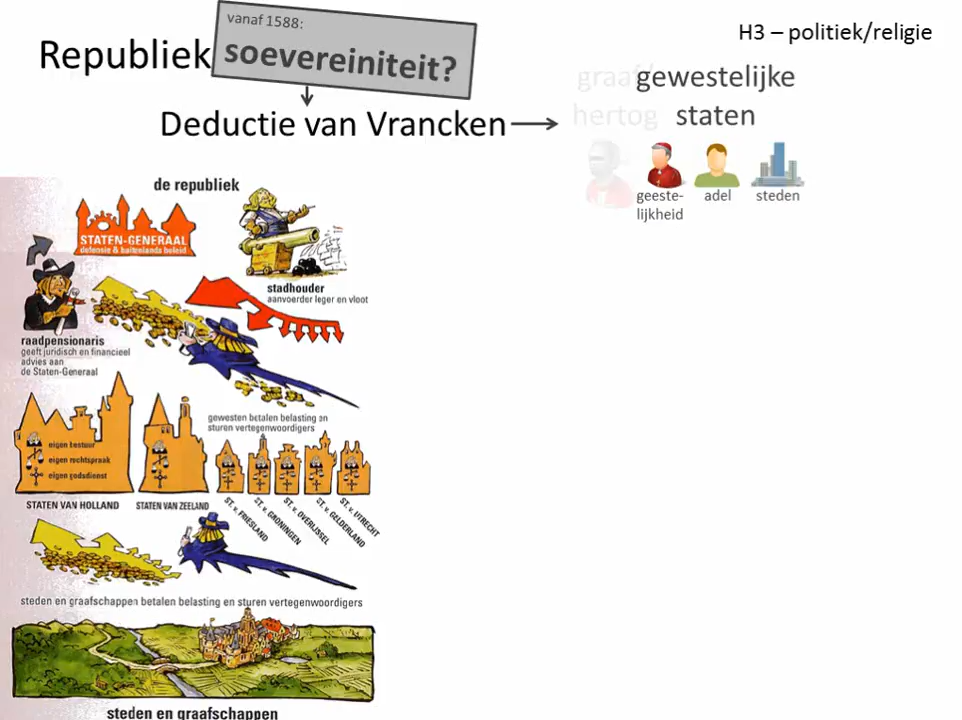 vanaf 1588:
soevereiniteit?
Republiek
H3 – politiek/religie
Deductie van Vrancken
graaf/ gewestelijke
hertog staten
geeste-
lijkheid
adel
steden
de republiek
STATEN-GENERAAL
defensie & buitenlands beleid
stadhouder
aanvoerder leger en vloot
raadpensionaris
geeft juridisch en financieel
advies aan
de Staten-Generaal
gewesten betalen belasting en
sturen vertegenwoordigers
eigen bestuur
eigen rechtspraak
eigen godsdienst
STATEN VAN HOLLAND
STATEN VAN ZEELAND
ST. v. FRIESLAND
ST. v. GRONINGEN
ST. v. OVERIJSSEL
ST. v. GELDERLAND
ST. v. UTRECHT
steden en graafschappen betalen belasting en sturen vertegenwoordigers
steden en graafschappen